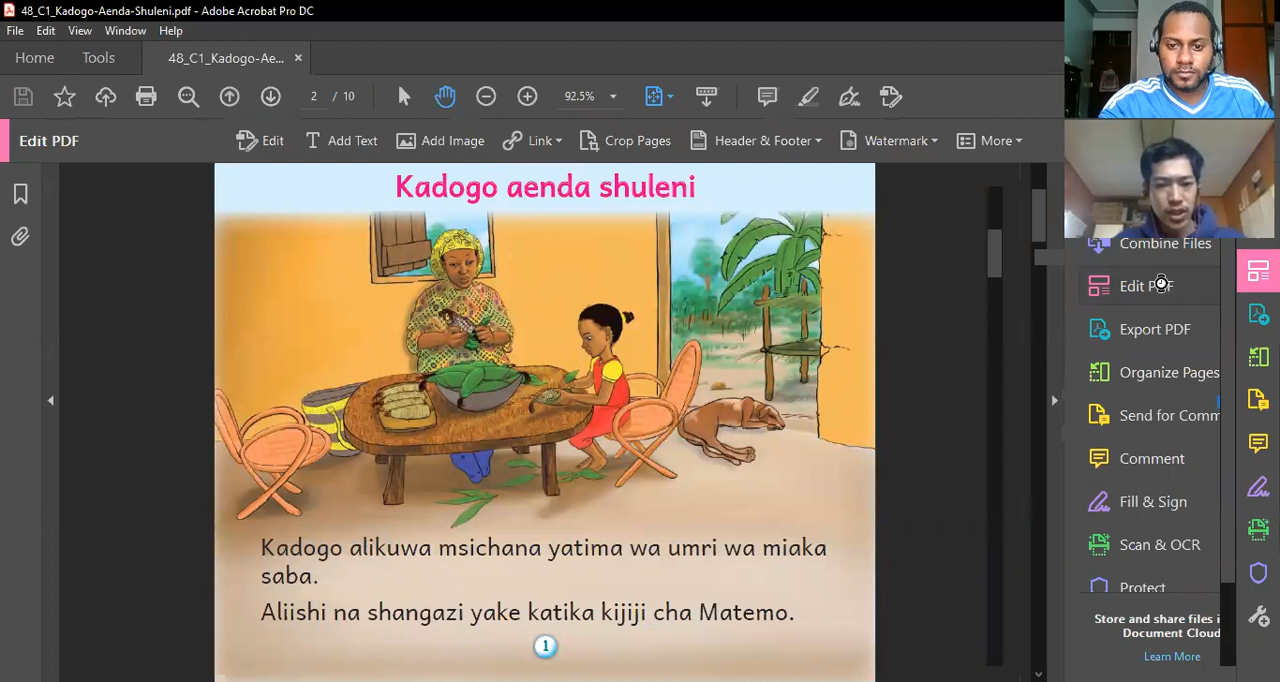 48_C1_Kadogo-Aenda-Shuleni.pdf - Adobe Acrobat Pro DC
File Edit View Window Help
Home Tools 48_C1_Kadogo-Ae... ×
2 / 10 92.5%
Edit PDF Edit Add Text Add Image Link Crop Pages Header & Footer Watermark More
Kadogo aenda shuleni
Kadogo alikuwa msichana yatima wa umri wa miaka
saba.
Aliishi na shangazi yake katika kijiji cha Matemo.
1
Combine Files
Edit PDF
Export PDF
Organize Pages
Send for Comm
Comment
Fill & Sign
Scan & OCR
Protect
Store and share files i
Document Cloud
Learn More